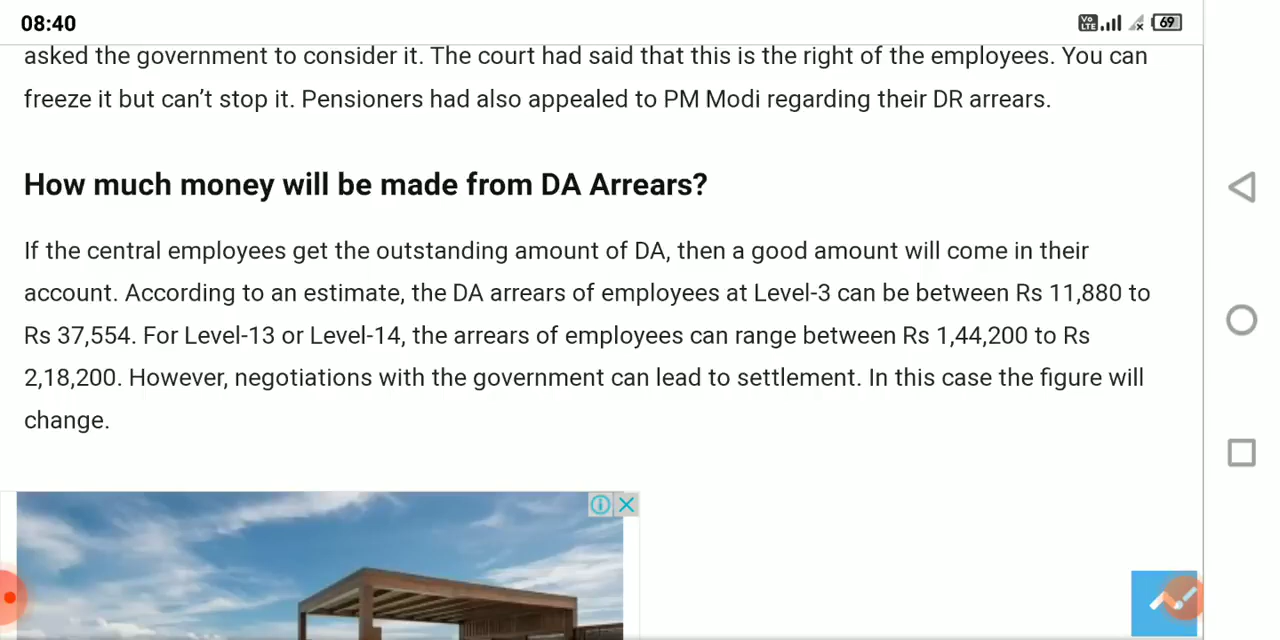 08:40
Vo LTE
69
asked the government to consider it. The court had said that this is the right of the employees. You can
freeze it but can't stop it. Pensioners had also appealed to PM Modi regarding their DR arrears.
How much money will be made from DA Arrears?
If the central employees get the outstanding amount of DA, then a good amount will come in their
account. According to an estimate, the DA arrears of employees at Level-3 can be between Rs 11,880 to
Rs 37,554. For Level-13 or Level-14, the arrears of employees can range between Rs 1,44,200 to Rs
2,18,200. However, negotiations with the government can lead to settlement. In this case the figure will
change.